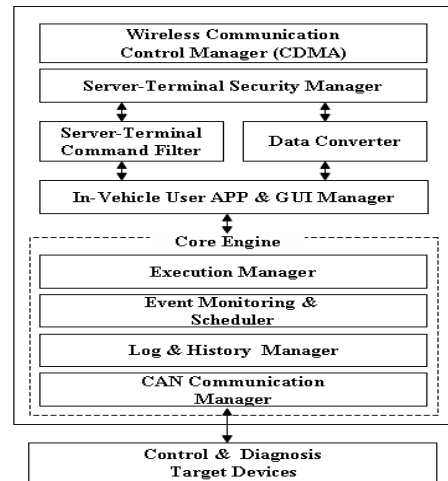 Wireless Communication
Control Manager (CDMA)
Server-Terminal Security Manager
Server-Terminal
Command Filter
Data Converter
In-Vehicle User APP & GUI Manager
Core Engine
Execution Manager
Event Monitoring &
Scheduler
Log & History Manager
CAN Communication
Manager
Control & Diagnosis
Target Devices